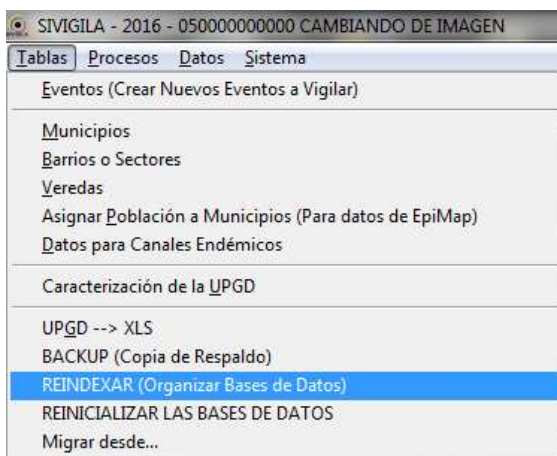 SIVIGILA - 2016 - 050000000000 CAMBIANDO DE IMAGEN
Tablas Procesos Datos Sistema
Eventos (Crear Nuevos Eventos a Vigilar)
Municipios
Barrios o Sectores
Veredas
Asignar Población a Municipios (Para datos de EpiMap)
Datos para Canales Endémicos
Caracterización de la UPGD
UPGD --> XLS
BACKUP (Copia de Respaldo)
REINDEXAR (Organizar Bases de Datos)
REINICIALIZAR LAS BASES DE DATOS
Migrar desde...